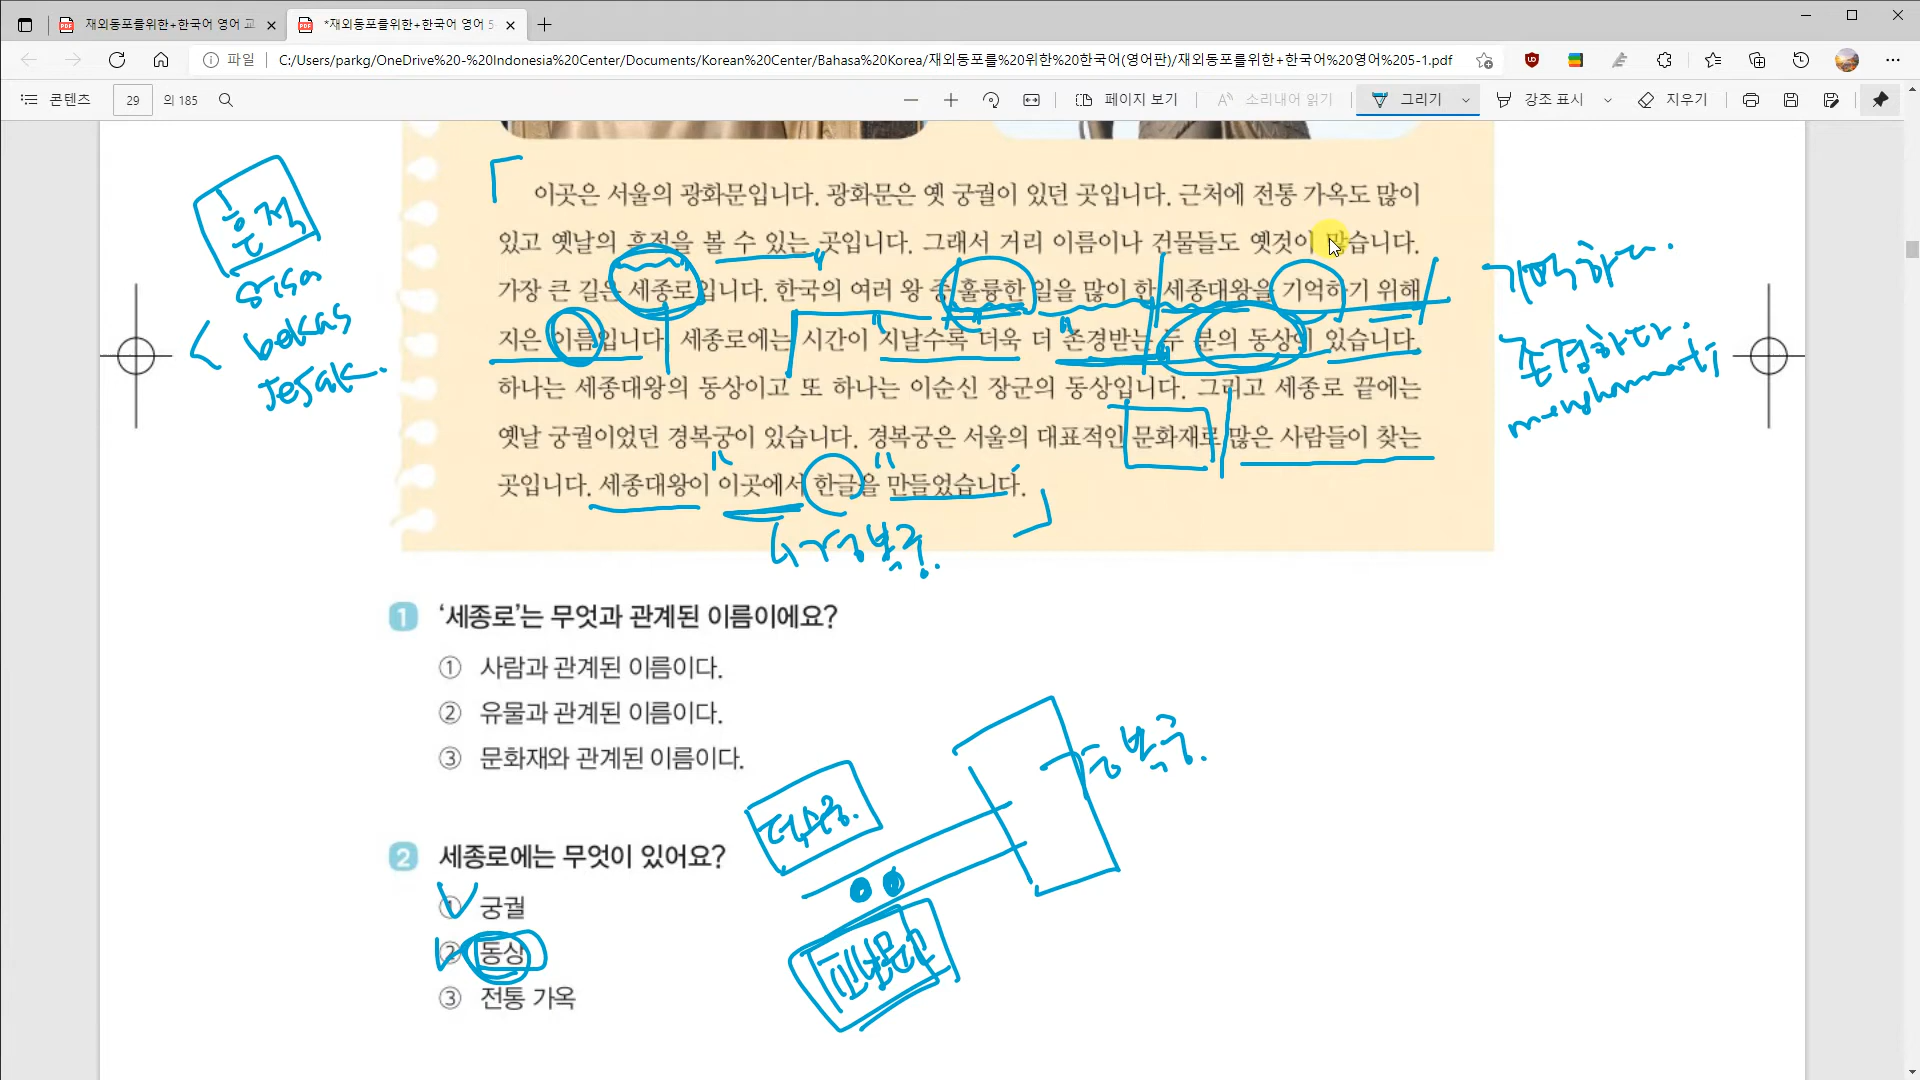 재외동포를위한+한국어 영어 교
*재외동포를위한+한국어 영어 5
파일
C:/Users/parkg/OneDrive%20-%20Indonesia%20Center/Documents/Korean%20Center/Bahasa%20Korea/재외동포를%20위한%20한국어(영어판)/재외동포를위한+한국어%20영어%205-1.pdf
콘텐츠
29
의 185
페이지 보기
소리내어 읽기
그리기
강조 표시
지우기
이곳은 서울의 광화문입니다. 광화문은 옛 궁궐이 있던 곳입니다. 근처에 전통 가옥도 많이
있고 옛날의 흔적을 볼 수 있는 곳입니다. 그래서 거리 이름이나 건물들도 옛것이 많습니다.
가장 큰 길은 세종로입니다. 한국의 여러 왕 중 훌륭한 일을 많이 한 세종대왕을 기억하기 위해
지은 이름입니다. 세종로에는 시간이 지날수록 더욱 더 존경받는 두 분의 동상이 있습니다.
하나는 세종대왕의 동상이고 또 하나는 이순신 장군의 동상입니다. 그리고 세종로 끝에는
옛날 궁궐이었던 경복궁이 있습니다. 경복궁은 서울의 대표적인 문화재로 많은 사람들이 찾는
곳입니다. 세종대왕이 이곳에서 한글을 만들었습니다.
흔적
sisa
bekas
jejak.
기억하다.
존경하다.
menghormati
경복궁.
1 '세종로'는 무엇과 관계된 이름이에요?
① 사람과 관계된 이름이다.
② 유물과 관계된 이름이다.
③ 문화재와 관계된 이름이다.
경복궁.
덕수궁.
2 세종로에는 무엇이 있어요?
① 궁궐
② 동상
③ 전통 가옥